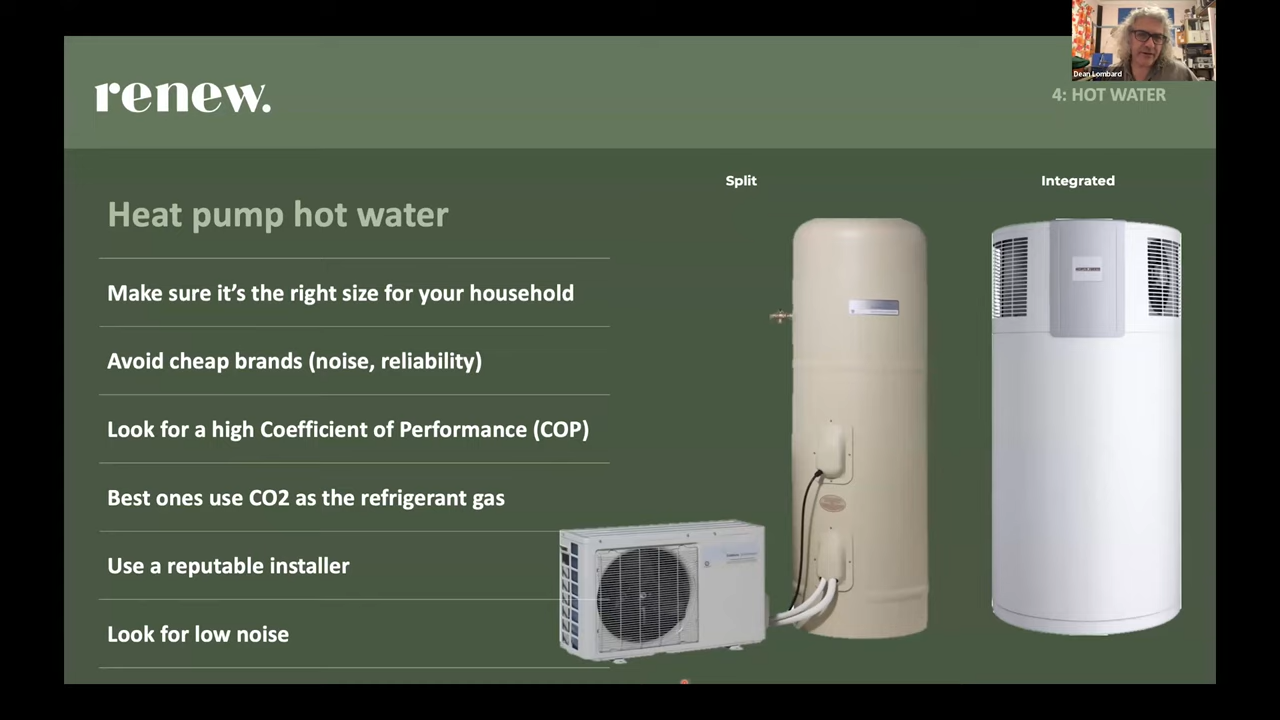 renew.
Dean Lombard
4: HOT WATER
Heat pump hot water
Make sure it’s the right size for your household
Avoid cheap brands (noise, reliability)
Look for a high Coefficient of Performance (COP)
Best ones use CO2 as the refrigerant gas
Use a reputable installer
Look for low noise
Split
Integrated